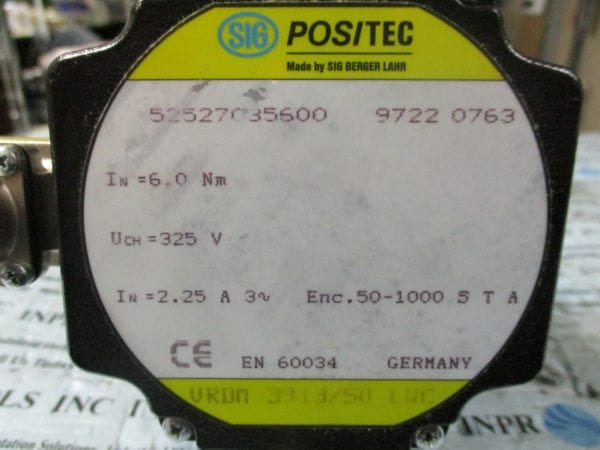 SIG POSITEC
Made by SIG BERGER LAHR
52527035600 9722 0763
IN =6.0 Nm
UCH =325 V
IN =2.25 A 3~ Enc.50-1000 S T A
CE EN 60034 GERMANY
VRDM 3913/50 LWC
INPR